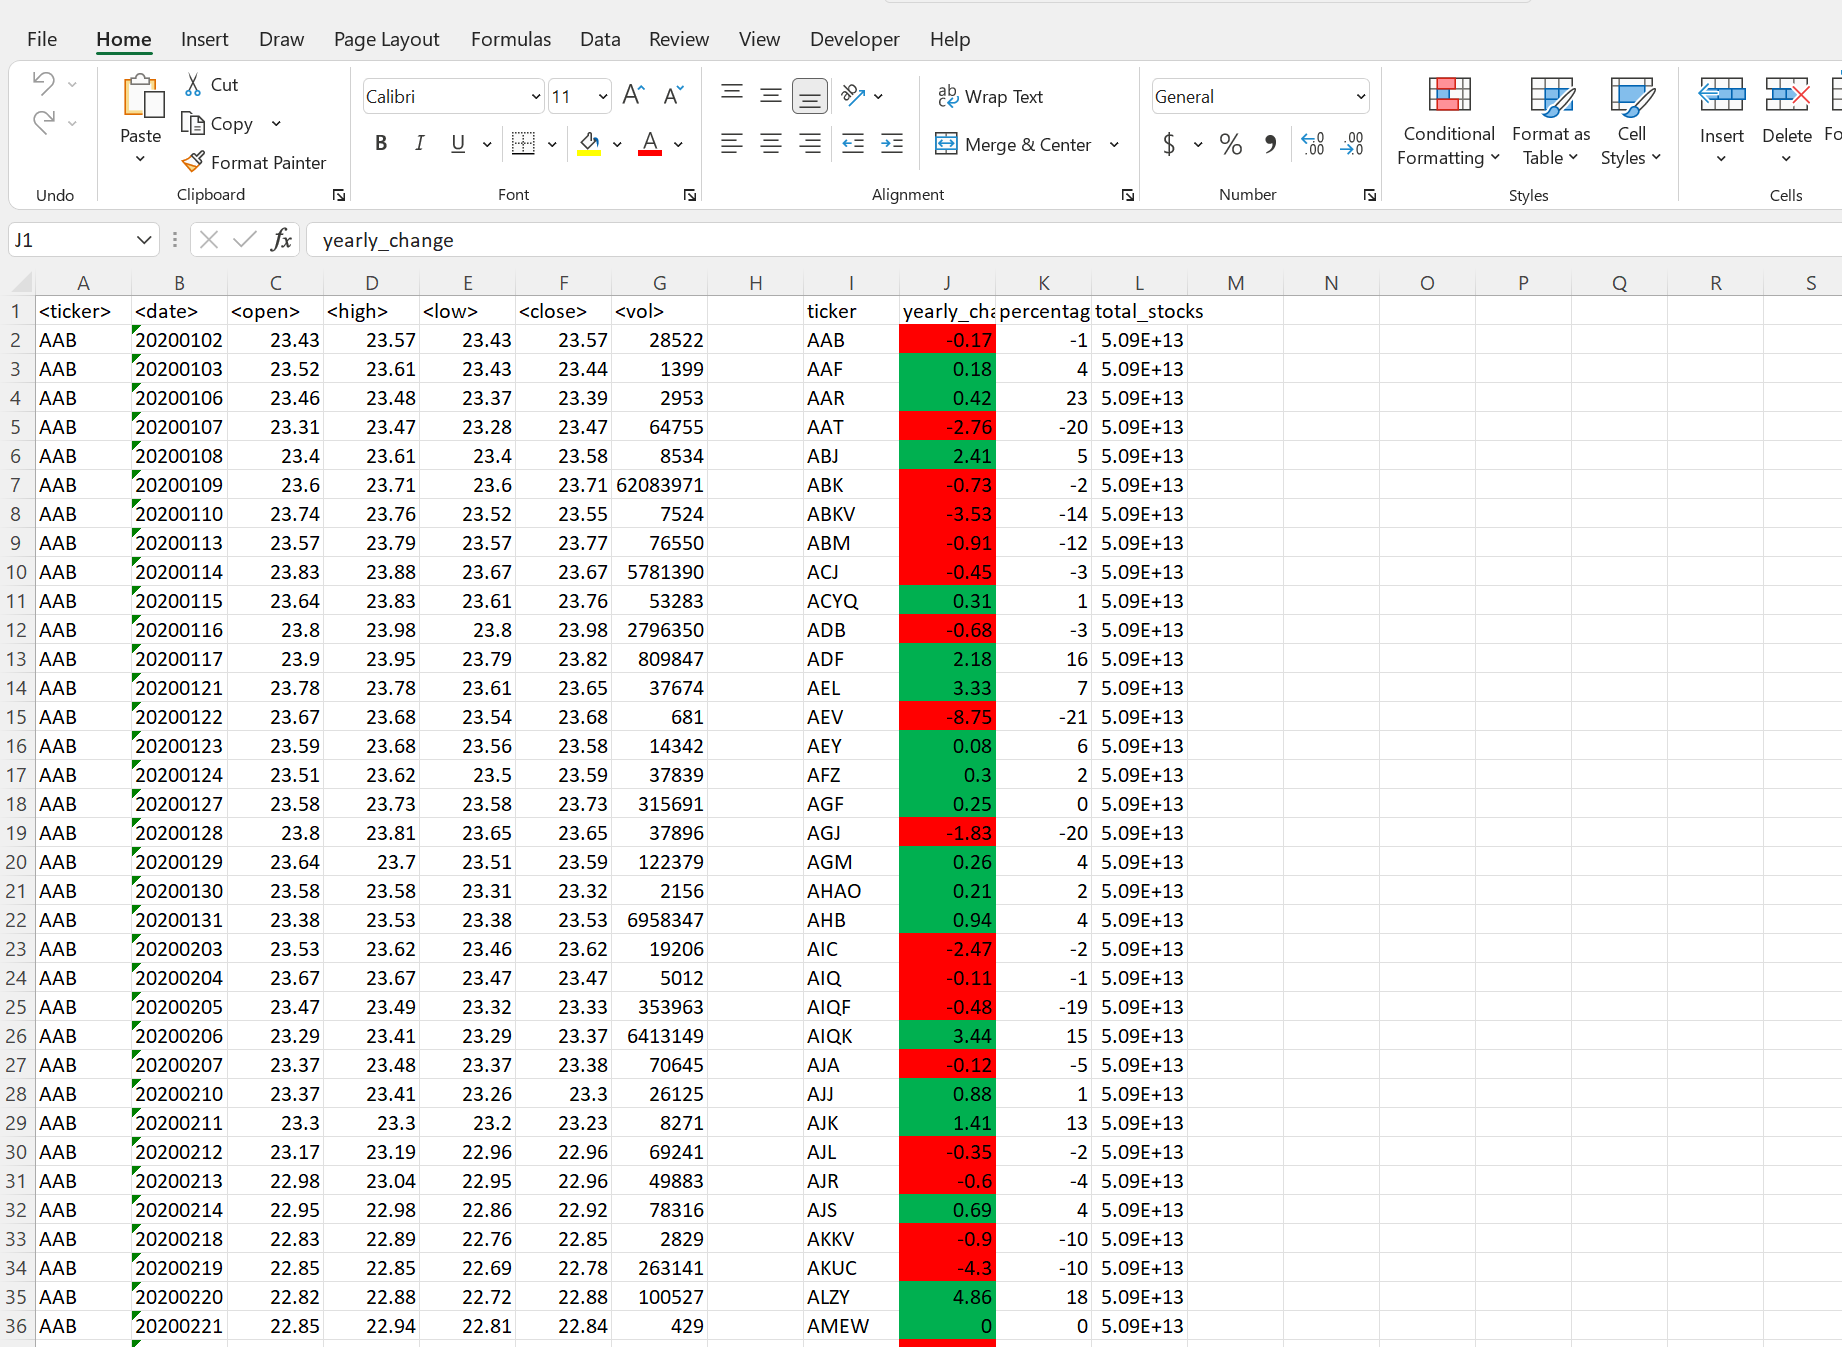 File Home Insert Draw Page Layout Formulas Data Review View Developer Help
Cut
Copy
Format Painter
Paste
Undo
Clipboard
Calibri 11
B I U A
Font
Wrap Text
Merge & Center
Alignment
General
$ % 9 .00 .00
Number
Conditional Formatting
Format as Table
Cell Styles
Styles
Insert Delete Fo
Cells
J1 fx yearly_change
A B C D E F G H I J K L M N O P Q R S
1 <ticker> <date> <open> <high> <low> <close> <vol> ticker yearly_cha percentag total_stocks
2 AAB 20200102 23.43 23.57 23.43 23.57 28522 AAB -0.17 -1 5.09E+13
3 AAB 20200103 23.52 23.61 23.43 23.44 1399 AAF 0.18 4 5.09E+13
4 AAB 20200106 23.46 23.48 23.37 23.39 2953 AAR 0.42 23 5.09E+13
5 AAB 20200107 23.31 23.47 23.28 23.47 64755 AAT -2.76 -20 5.09E+13
6 AAB 20200108 23.4 23.61 23.4 23.58 8534 ABJ 2.41 5 5.09E+13
7 AAB 20200109 23.6 23.71 23.6 23.71 62083971 ABK -0.73 -2 5.09E+13
8 AAB 20200110 23.74 23.76 23.52 23.55 7524 ABKV -3.53 -14 5.09E+13
9 AAB 20200113 23.57 23.79 23.57 23.77 76550 ABM -0.91 -12 5.09E+13
10 AAB 20200114 23.83 23.88 23.67 23.67 5781390 ACJ -0.45 -3 5.09E+13
11 AAB 20200115 23.64 23.83 23.61 23.76 53283 ACYQ 0.31 1 5.09E+13
12 AAB 20200116 23.8 23.98 23.8 23.98 2796350 ADB -0.68 -3 5.09E+13
13 AAB 20200117 23.9 23.95 23.79 23.82 809847 ADF 2.18 16 5.09E+13
14 AAB 20200121 23.78 23.78 23.61 23.65 37674 AEL 3.33 7 5.09E+13
15 AAB 20200122 23.67 23.68 23.54 23.68 681 AEV -8.75 -21 5.09E+13
16 AAB 20200123 23.59 23.68 23.56 23.58 14342 AEY 0.08 6 5.09E+13
17 AAB 20200124 23.51 23.62 23.5 23.59 37839 AFZ 0.3 2 5.09E+13
18 AAB 20200127 23.58 23.73 23.58 23.73 315691 AGF 0.25 0 5.09E+13
19 AAB 20200128 23.8 23.81 23.65 23.65 37896 AGJ -1.83 -20 5.09E+13
20 AAB 20200129 23.64 23.7 23.51 23.59 122379 AGM 0.26 4 5.09E+13
21 AAB 20200130 23.58 23.58 23.31 23.32 2156 AHAO 0.21 2 5.09E+13
22 AAB 20200131 23.38 23.53 23.38 23.53 6958347 AHB 0.94 4 5.09E+13
23 AAB 20200203 23.53 23.62 23.46 23.62 19206 AIC -2.47 -2 5.09E+13
24 AAB 20200204 23.67 23.67 23.47 23.47 5012 AIQ -0.11 -1 5.09E+13
25 AAB 20200205 23.47 23.49 23.32 23.33 353963 AIQF -0.48 -19 5.09E+13
26 AAB 20200206 23.29 23.41 23.29 23.37 6413149 AIQK 3.44 15 5.09E+13
27 AAB 20200207 23.37 23.48 23.37 23.38 70645 AJA -0.12 -5 5.09E+13
28 AAB 20200210 23.37 23.41 23.26 23.3 26125 AJJ 0.88 1 5.09E+13
29 AAB 20200211 23.3 23.3 23.2 23.23 8271 AJK 1.41 13 5.09E+13
30 AAB 20200212 23.17 23.19 22.96 22.96 69241 AJL -0.35 -2 5.09E+13
31 AAB 20200213 22.98 23.04 22.95 22.96 49883 AJR -0.6 -4 5.09E+13
32 AAB 20200214 22.95 22.98 22.86 22.92 78316 AJS 0.69 4 5.09E+13
33 AAB 20200218 22.83 22.89 22.76 22.85 2829 AKKV -0.9 -10 5.09E+13
34 AAB 20200219 22.85 22.85 22.69 22.78 263141 AKUC -4.3 -10 5.09E+13
35 AAB 20200220 22.82 22.88 22.72 22.88 100527 ALZY 4.86 18 5.09E+13
36 AAB 20200221 22.85 22.94 22.81 22.84 429 AMEW 0 0 5.09E+13